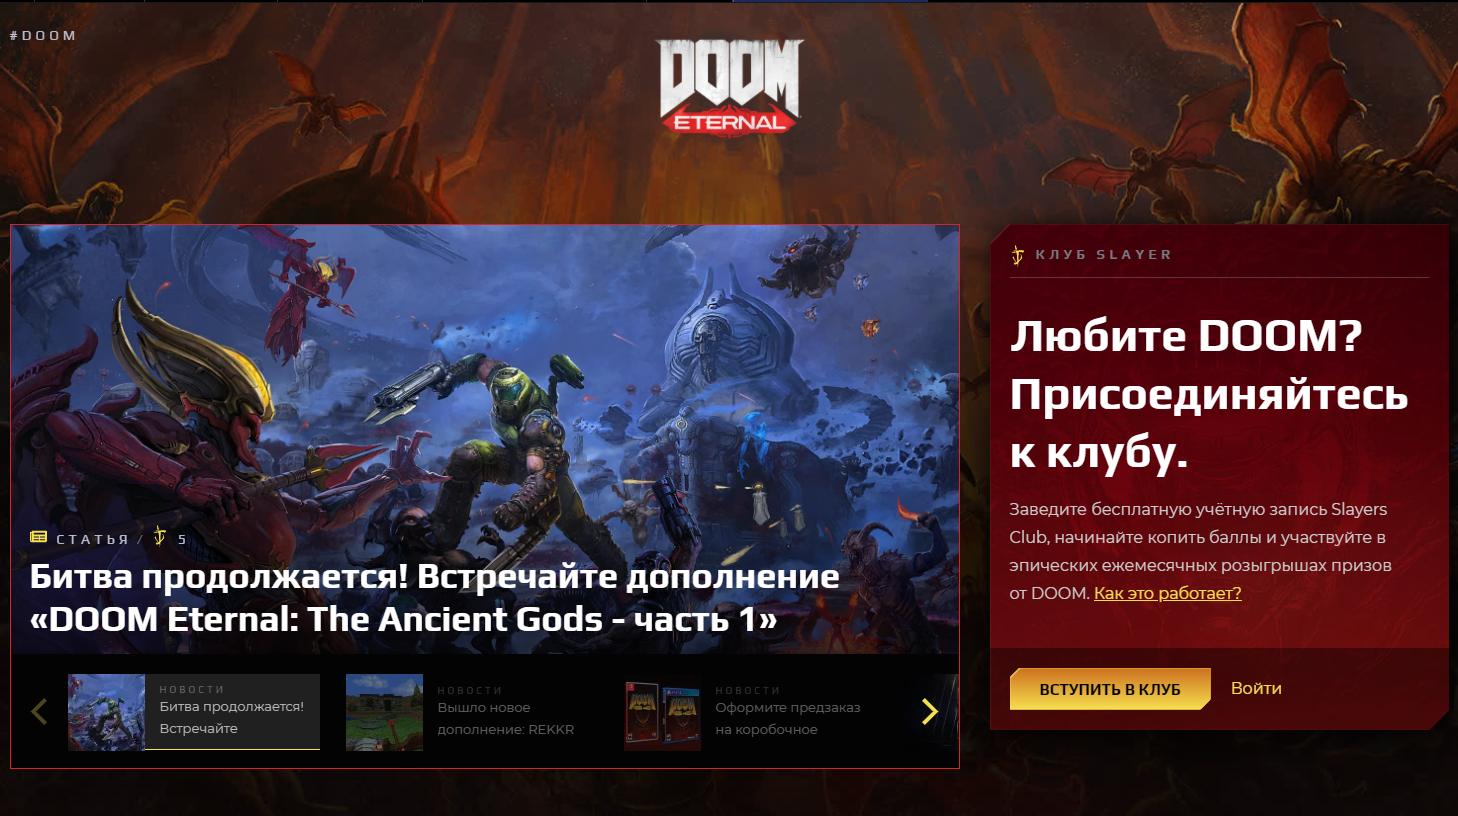 #DOOM
DOOM
ETERNAL
СТАТЬЯ / 5
Битва продолжается! Встречайте дополнение
«DOOM Eternal: The Ancient Gods - часть 1»
НОВОСТИ
Битва продолжается!
Встречайте
НОВОСТИ
Вышло новое
дополнение: REKKR
НОВОСТИ
Оформите предзаказ
на коробочное
КЛУБ SLAYER
Любите DOOM?
Присоединяйтесь
к клубу.
Заведите бесплатную учётную запись Slayers
Club, начинайте копить баллы и участвуйте в
эпических ежемесячных розыгрышах призов
от DOOM. Как это работает?
ВСТУПИТЬ В КЛУБ
Войти